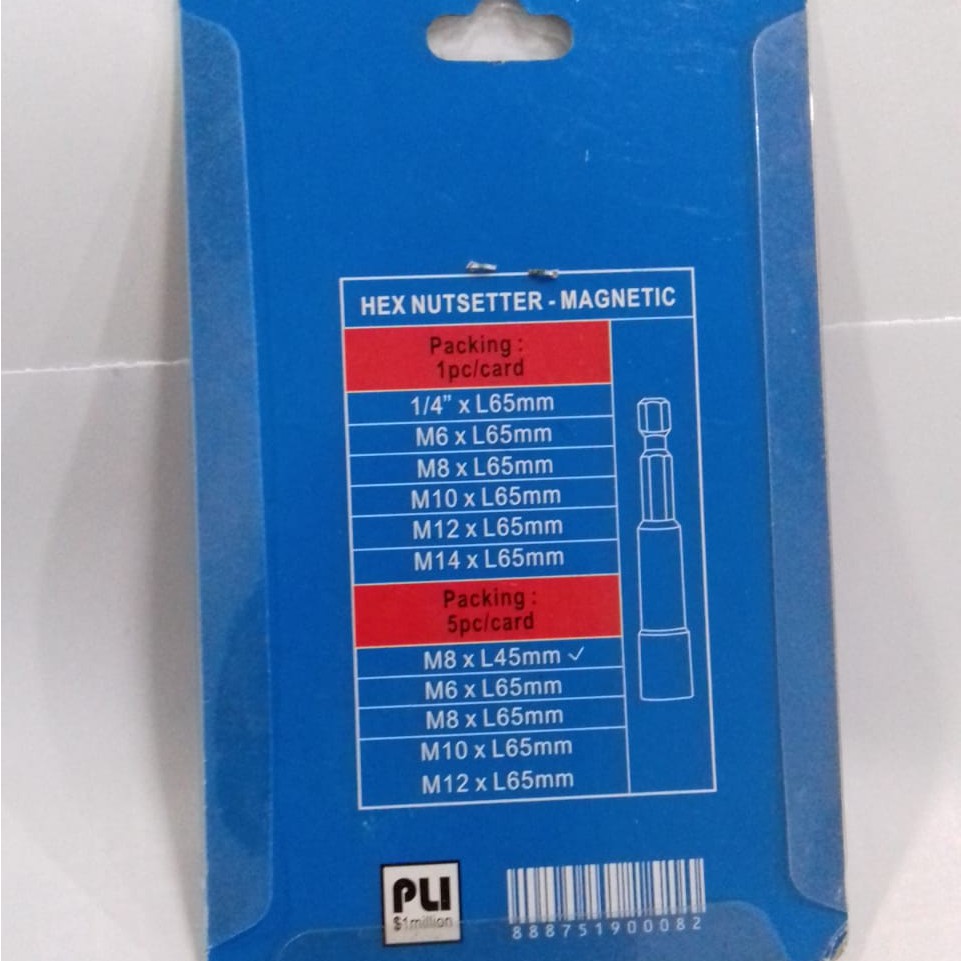 HEX NUTSETTER - MAGNETIC
Packing :
1pc/card
1/4” x L65mm
M6 x L65mm
M8 x L65mm
M10 x L65mm
M12 x L65mm
M14 x L65mm
Packing :
5pc/card
M8 x L45mm ✓
M6 x L65mm
M8 x L65mm
M10 x L65mm
M12 x L65mm
PLI
$1million
888751900082